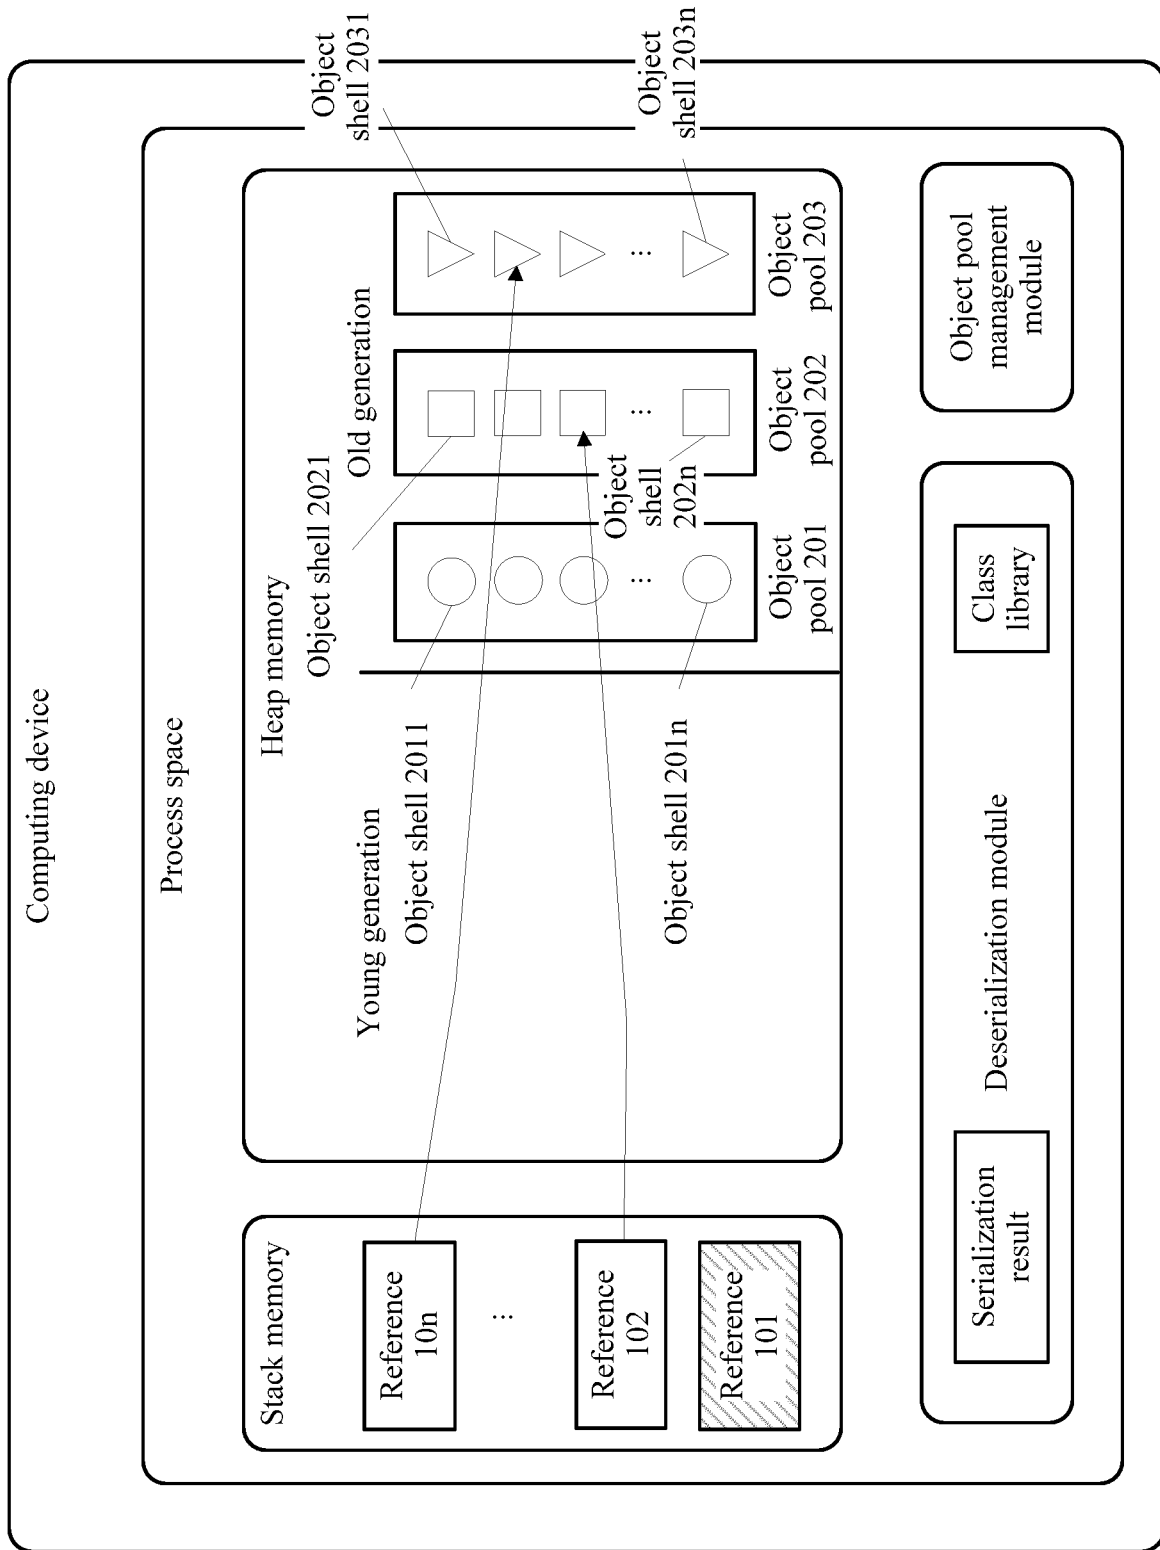 Computing device
Process space
Stack memory
Reference
10n
...
Reference
102
Reference
101
Heap memory
Young generation
Object shell 2011
Object shell 201n
Object shell 2021
Old generation
Object
shell
202n
Object
shell 2031
Object
shell 203n
...
...
...
Object
pool 201
Object
pool 202
Object
pool 203
Serialization
result
Deserialization module
Class
library
Object pool
management
module